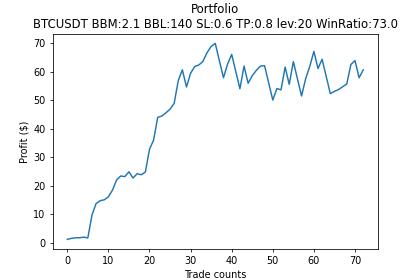 Portfolio
BTCUSDT BBM:2.1 BBL:140 SL:0.6 TP:0.8 lev:20 WinRatio:73.0
70
60
50
40
30
20
10
0
Profit ($)
0 10 20 30 40 50 60 70
Trade counts